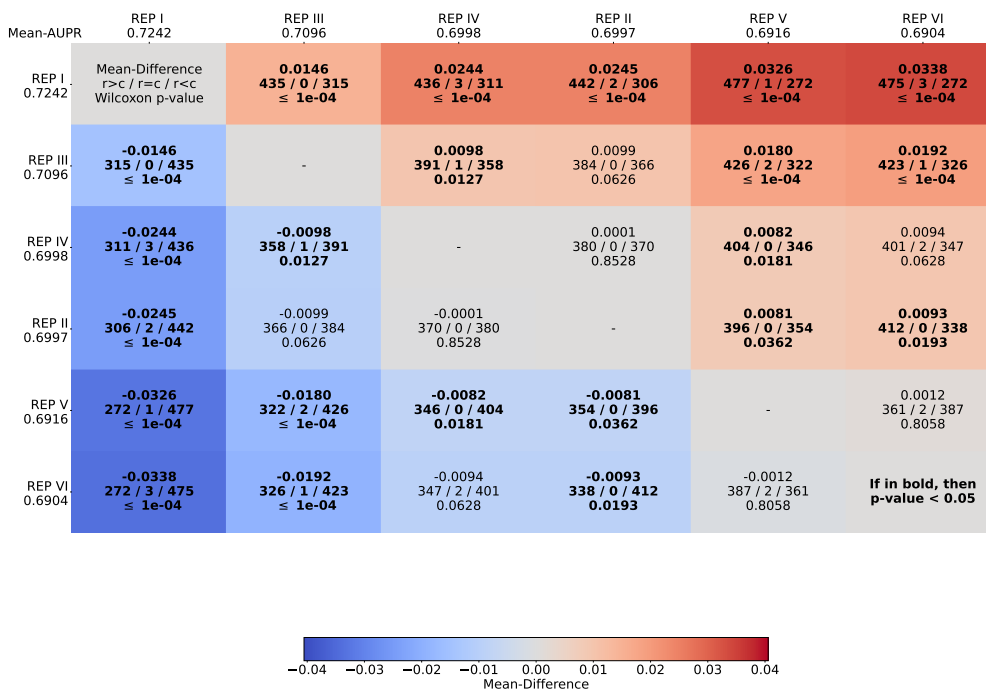 REP I REP III REP IV REP II REP V REP VI
Mean-AUPR 0.7242 0.7096 0.6998 0.6997 0.6916 0.6904
REP I
0.7242
Mean-Difference
r>c / r=c / r<c
Wilcoxon p-value
0.0146
435 / 0 / 315
≤ 1e-04
0.0244
436 / 3 / 311
≤ 1e-04
0.0245
442 / 2 / 306
≤ 1e-04
0.0326
477 / 1 / 272
≤ 1e-04
0.0338
475 / 3 / 272
≤ 1e-04
REP III
0.7096
-0.0146
315 / 0 / 435
≤ 1e-04
-
0.0098
391 / 1 / 358
0.0127
0.0099
384 / 0 / 366
0.0626
0.0180
426 / 2 / 322
≤ 1e-04
0.0192
423 / 1 / 326
≤ 1e-04
REP IV
0.6998
-0.0244
311 / 3 / 436
≤ 1e-04
-0.0098
358 / 1 / 391
0.0127
-
0.0001
380 / 0 / 370
0.8528
0.0082
404 / 0 / 346
0.0181
0.0094
401 / 2 / 347
0.0628
REP II
0.6997
-0.0245
306 / 2 / 442
≤ 1e-04
-0.0099
366 / 0 / 384
0.0626
-0.0001
370 / 0 / 380
0.8528
-
0.0081
396 / 0 / 354
0.0362
0.0093
412 / 0 / 338
0.0193
REP V
0.6916
-0.0326
272 / 1 / 477
≤ 1e-04
-0.0180
322 / 2 / 426
≤ 1e-04
-0.0082
346 / 0 / 404
0.0181
-0.0081
354 / 0 / 396
0.0362
-
0.0012
361 / 2 / 387
0.8058
REP VI
0.6904
-0.0338
272 / 3 / 475
≤ 1e-04
-0.0192
326 / 1 / 423
≤ 1e-04
-0.0094
347 / 2 / 401
0.0628
-0.0093
338 / 0 / 412
0.0193
-0.0012
387 / 2 / 361
0.8058
If in bold, then
p-value < 0.05
−0.04 −0.03 −0.02 −0.01 0.00 0.01 0.02 0.03 0.04
Mean-Difference